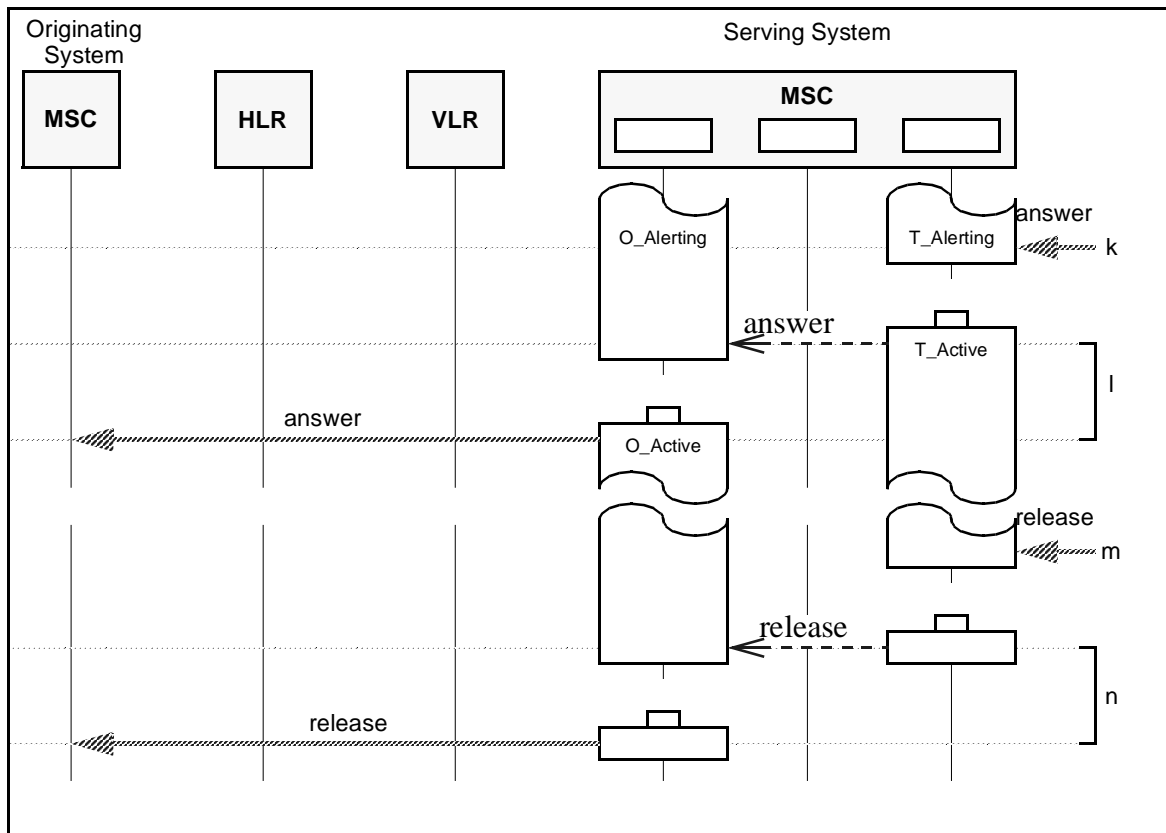 Originating
System
Serving System
MSC
HLR
VLR
MSC
answer
O_Alerting
T_Alerting
k
answer
T_Active
l
answer
O_Active
release
m
release
n
release